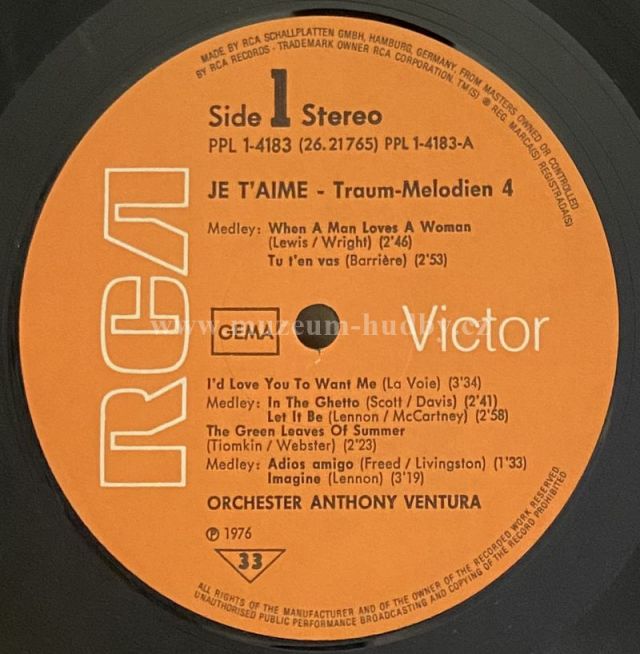 MADE BY RCA SCHALLPLATTEN GMBH, HAMBURG, GERMANY, FROM MASTERS OWNED OR CONTROLLED
BY RCA RECORDS - TRADEMARK OWNER RCA CORPORATION. TM(S) ® REG. MARCA(S) REGISTRADA(S)
Side 1 Stereo
PPL 1-4183 (26.21765) PPL 1-4183-A
JE T'AIME - Traum-Melodien 4
Medley: When A Man Loves A Woman
(Lewis / Wright) (2'46)
Tu t'en vas (Barrière) (2'53)
RCA
GEMA
Victor
www.muzeum-hudby.cz
I'd Love You To Want Me (La Voie) (3'34)
Medley: In The Ghetto (Scott / Davis) (2'41)
Let It Be (Lennon / McCartney) (2'58)
The Green Leaves Of Summer
(Tiomkin / Webster) (2'23)
Medley: Adios amigo (Freed / Livingston) (1'33)
Imagine (Lennon) (3'19)
ORCHESTER ANTHONY VENTURA
℗ 1976
33
ALL RIGHTS OF THE MANUFACTURER AND OF THE OWNER OF THE RECORDED WORK RESERVED
UNAUTHORISED PUBLIC PERFORMANCE BROADCASTING AND COPYING OF THE RECORD PROHIBITED